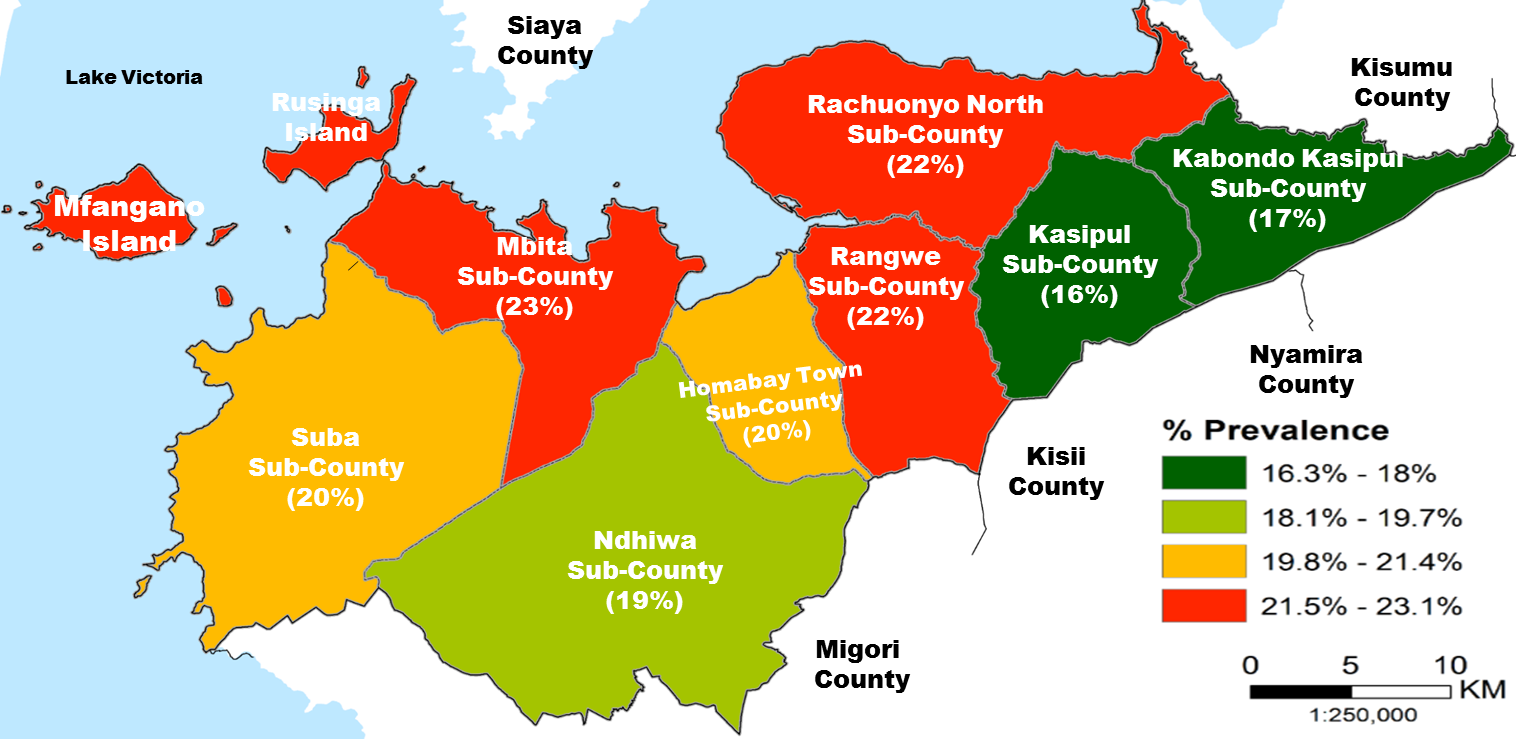 Siaya
County
Lake Victoria
Kisumu
County
Rusinga
Island
Rachuonyo North
Sub-County
(22%)
Kabondo Kasipul
Sub-County
(17%)
Mfangano
Island
Mbita
Sub-County
(23%)
Rangwe
Sub-County
(22%)
Kasipul
Sub-County
(16%)
Nyamira
County
Homabay Town
Sub-County
(20%)
Suba
Sub-County
(20%)
Kisii
County
Ndhiwa
Sub-County
(19%)
Migori
County
% Prevalence
16.3% - 18%
18.1% - 19.7%
19.8% - 21.4%
21.5% - 23.1%
0 5 10
KM
1:250,000